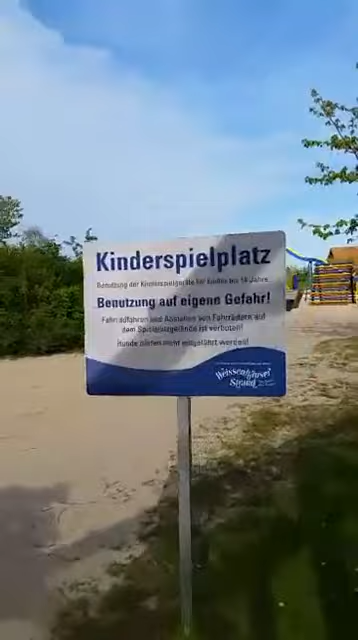 Kinderspielplatz
Benutzung der Kinderspielgeräte für Kinder bis 14 Jahre
Benutzung auf eigene Gefahr!
Fahrradfahren und Abstellen von Fahrrädern auf
dem Spielplatzgelände ist verboten!
Hunde dürfen nicht mitgeführt werden!
Weissenhäuser
Strand